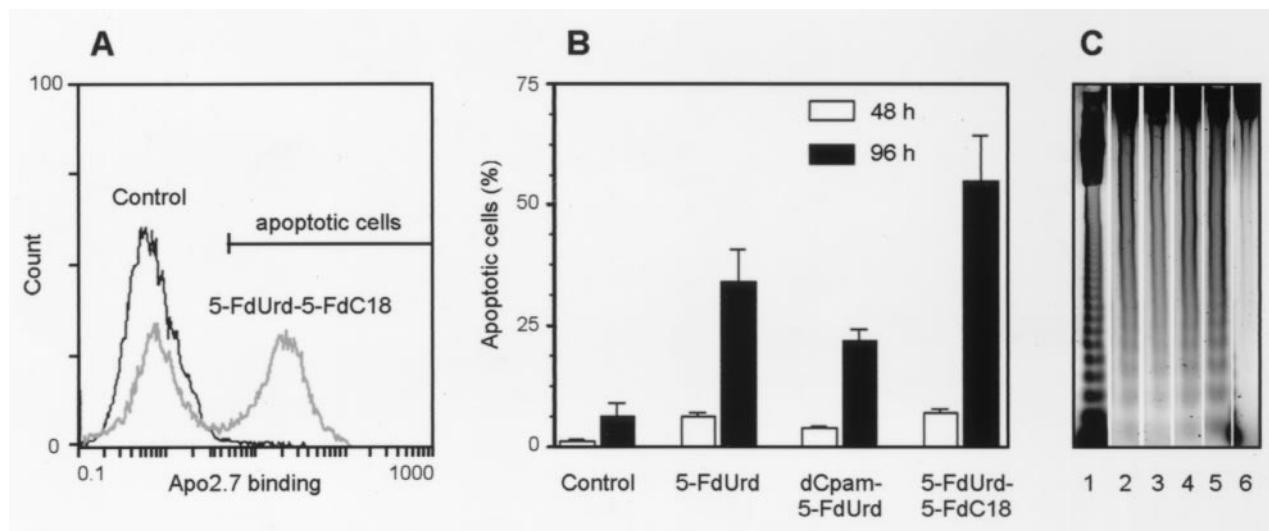 A
100
Count
0
0.1
1000
Apo2.7 binding
Control
apoptotic cells
5-FdUrd-5-FdC18
B
75
50
25
0
Apoptotic cells (%)
48 h
96 h
Control
5-FdUrd
dCpam-
5-FdUrd
5-FdUrd-
5-FdC18
C
1 2 3 4 5 6